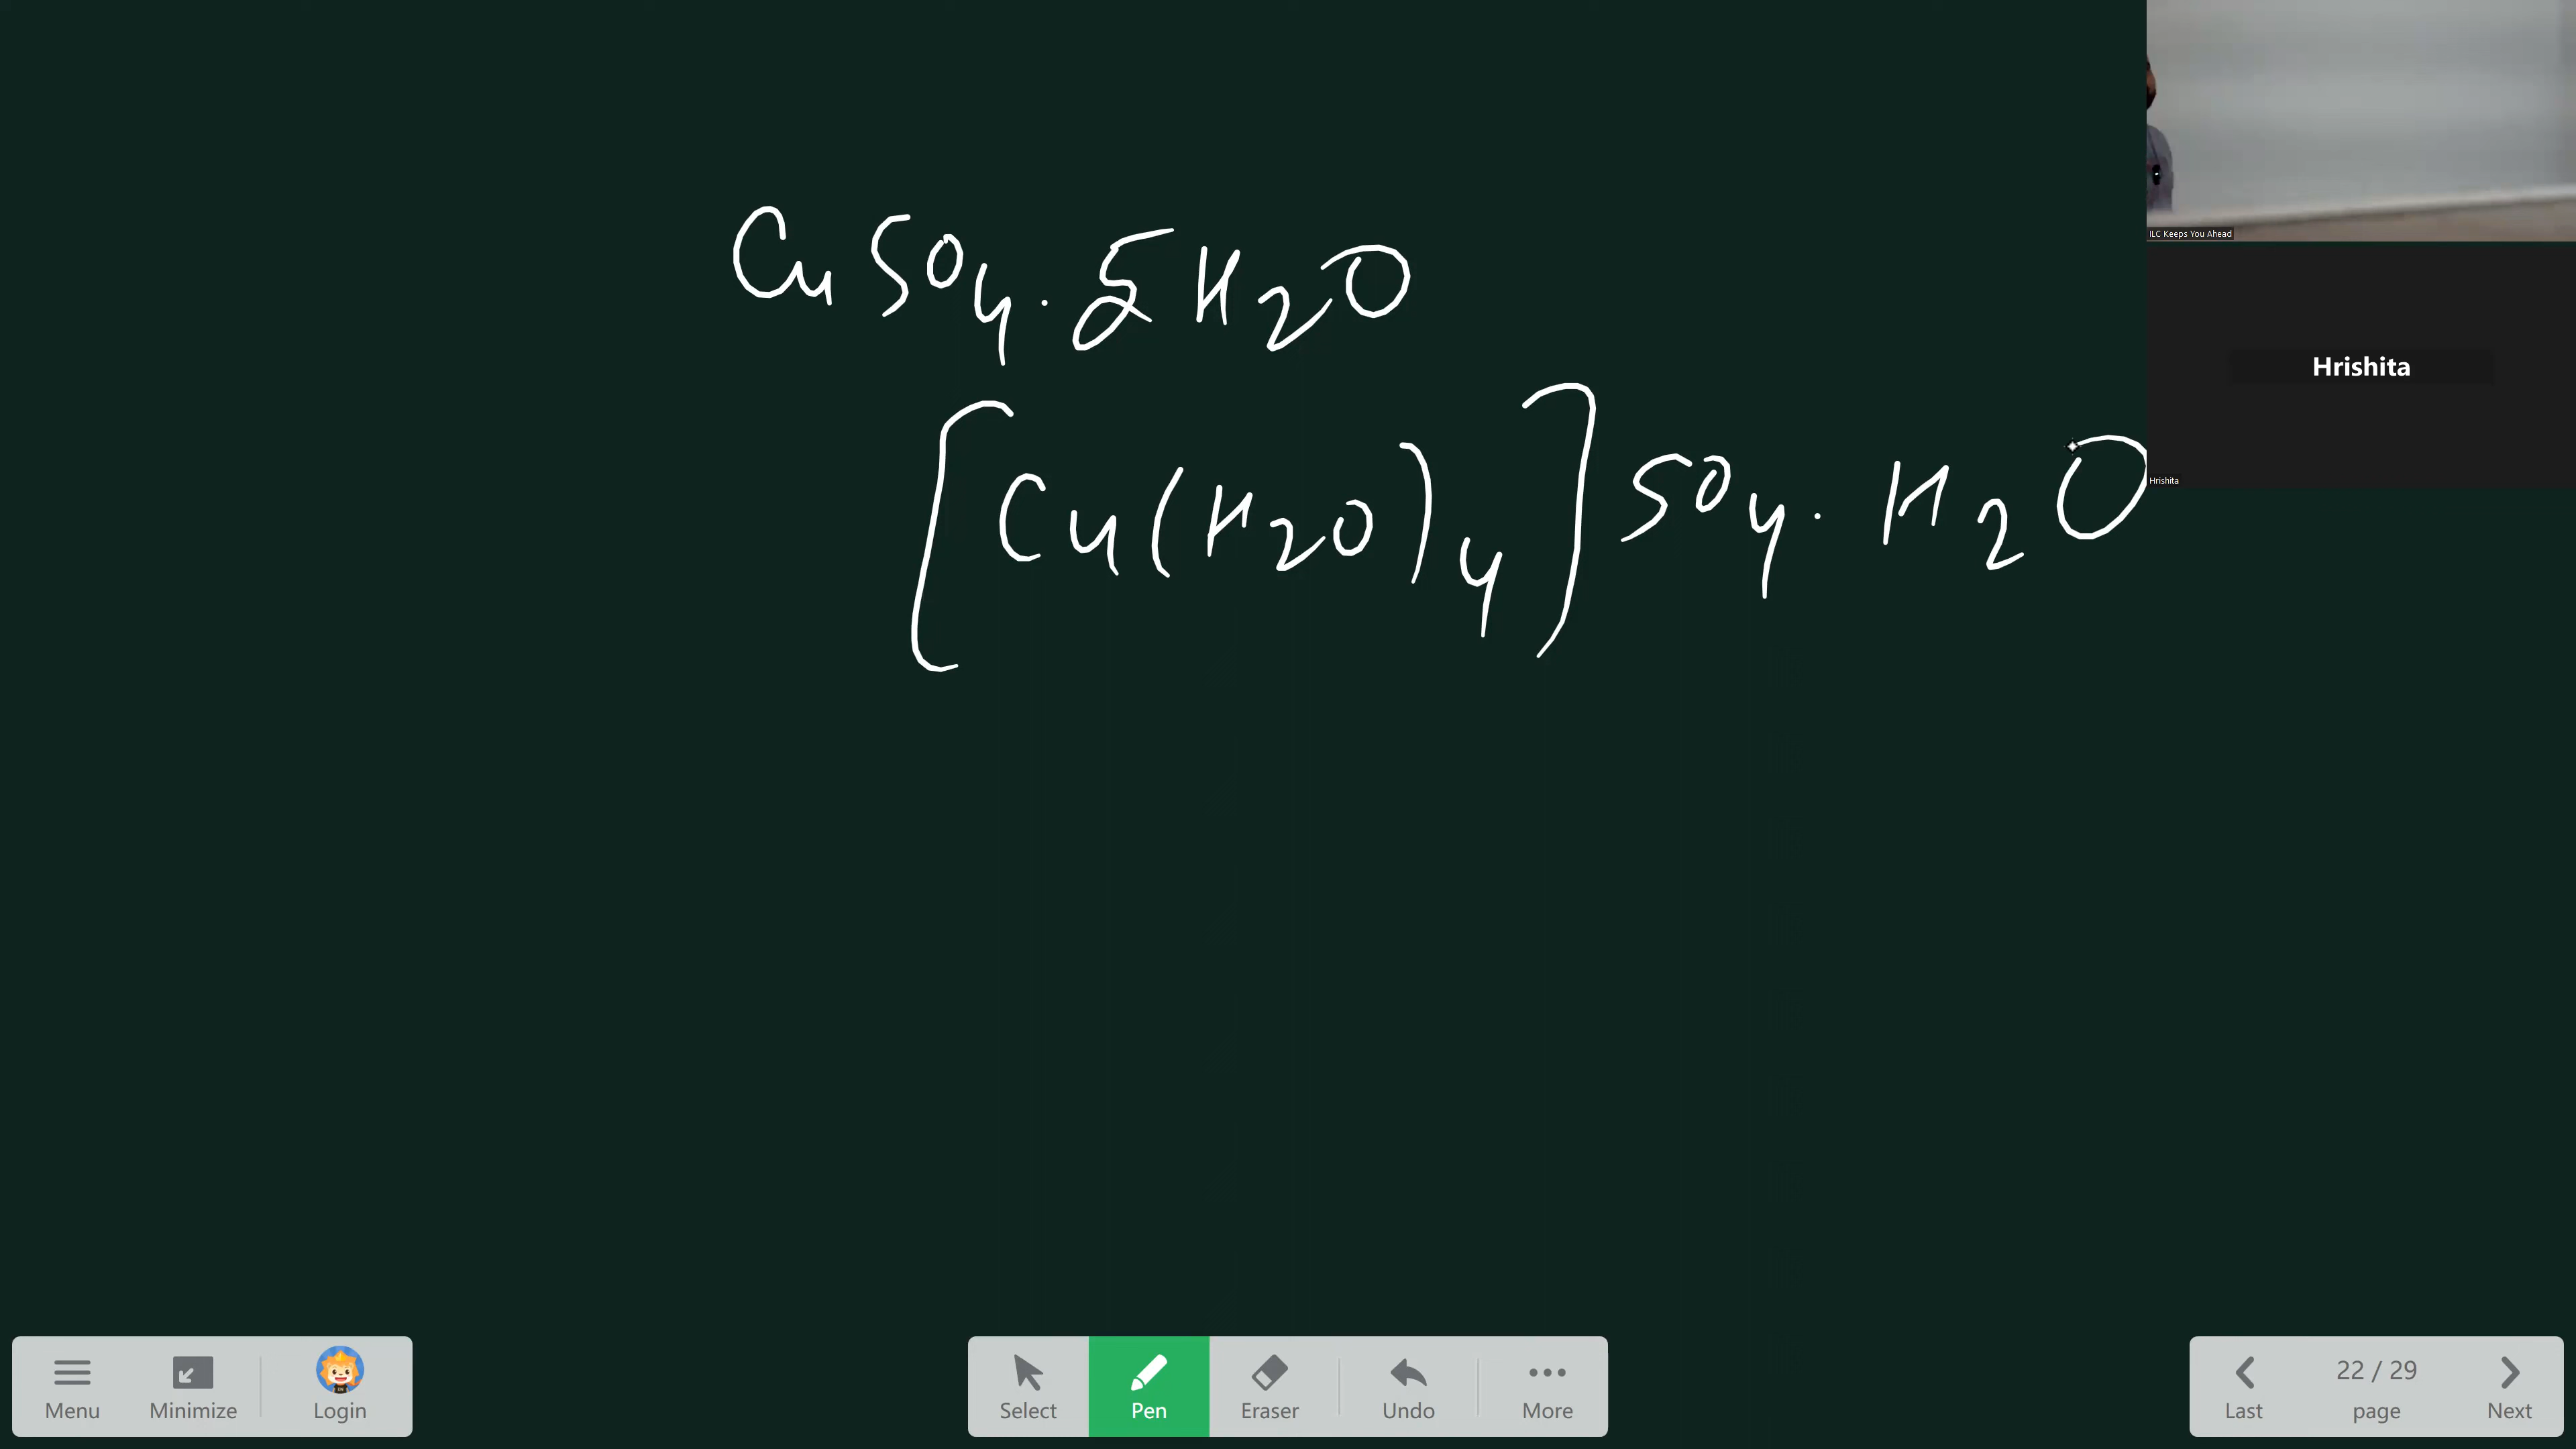 ILC Keeps You Ahead
CuSO4·5H2O
Hrishita
[Cu(H2O)4]SO4·H2O
Hrishita
Menu Minimize Login
Select Pen Eraser Undo More
22 / 29
Last page Next